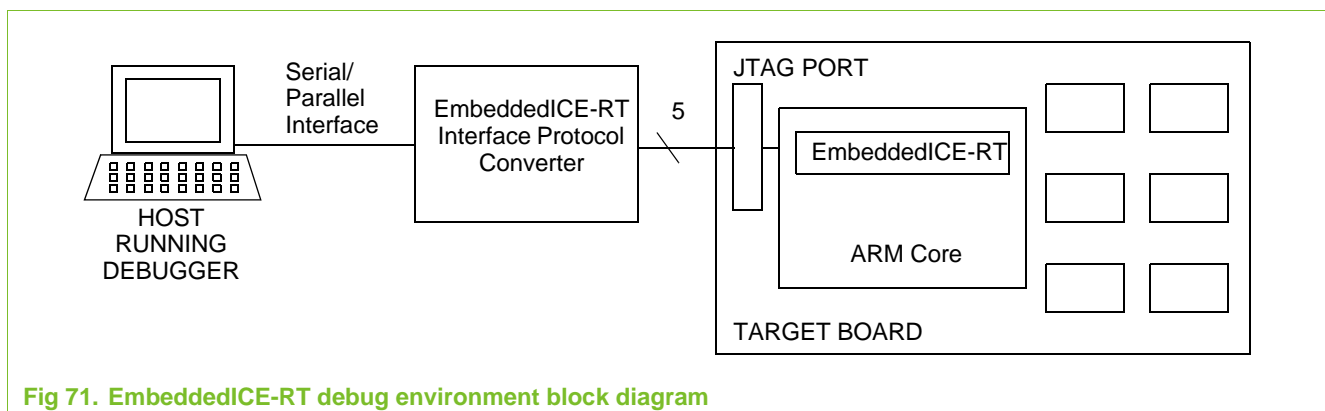 Serial/
Parallel
Interface
HOST
RUNNING
DEBUGGER
EmbeddedICE-RT
Interface Protocol
Converter
5
JTAG PORT
EmbeddedICE-RT
ARM Core
TARGET BOARD
Fig 71. EmbeddedICE-RT debug environment block diagram